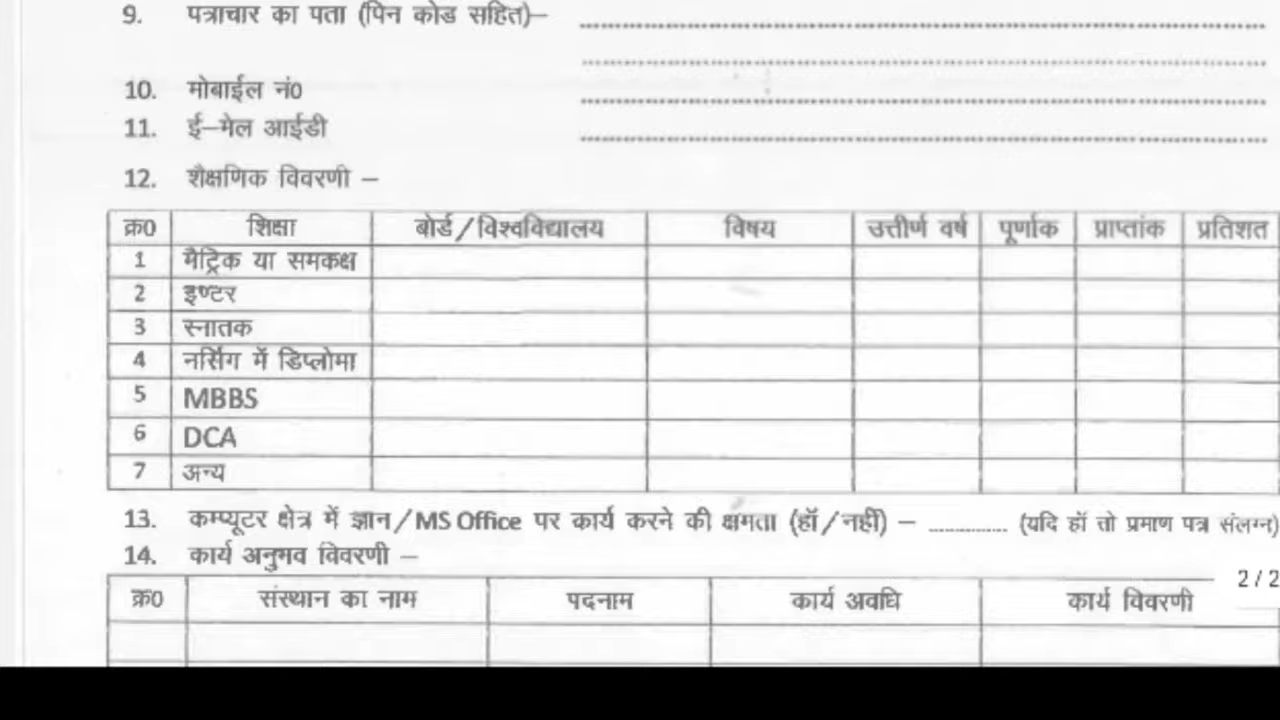 9. पत्राचार का पता (पिन कोड सहित)– ........................................
........................................
10. मोबाईल नं0 ........................................
11. ई–मेल आईडी ........................................
12. शैक्षणिक विवरणी –
क्र0 शिक्षा बोर्ड/विश्वविद्यालय विषय उत्तीर्ण वर्ष पूर्णांक प्राप्तांक प्रतिशत
1 मैट्रिक या समकक्ष
2 इण्टर
3 स्नातक
4 नर्सिंग में डिप्लोमा
5 MBBS
6 DCA
7 अन्य
13. कम्प्यूटर क्षेत्र में ज्ञान/MS Office पर कार्य करने की क्षमता (हॉ/नहीं) – .............. (यदि हॉ तो प्रमाण पत्र संलग्न)
14. कार्य अनुभव विवरणी –
2 / 2
क्र0 संस्थान का नाम पदनाम कार्य अवधि कार्य विवरणी